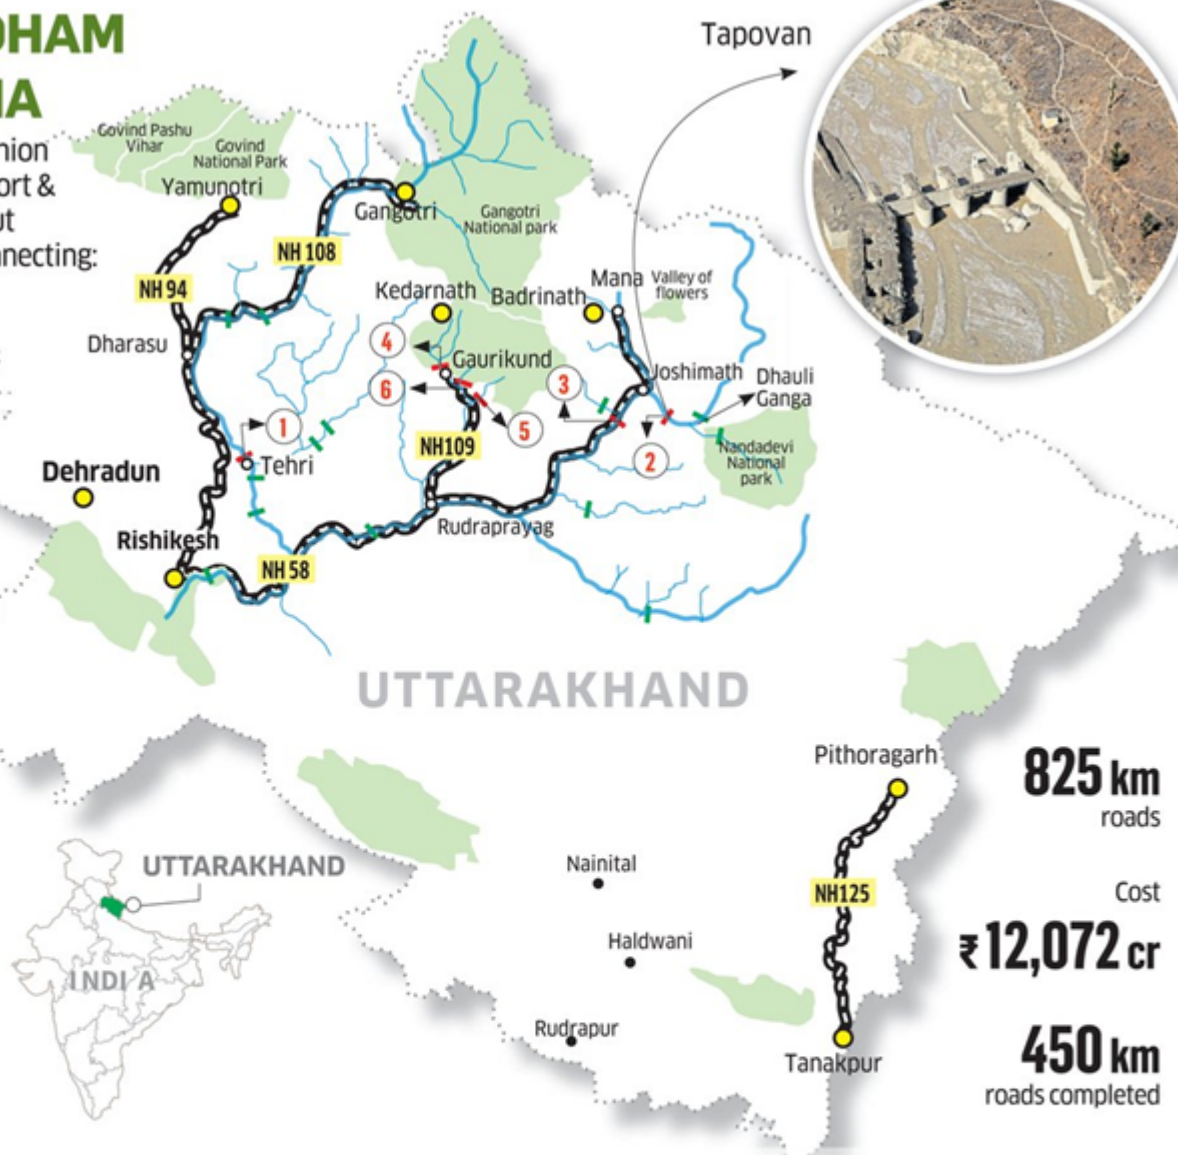 DHAM
IA
nion
ort &
ut
nnecting:
Tapovan
Govind Pashu
Vihar
Govind
National Park
Yamunotri
Gangotri
Gangotri
National park
NH 108
NH 94
Kedarnath
Badrinath
Mana
Valley of
flowers
Dharasu
4
Gaurikund
Joshimath
Dhauli
Ganga
6
3
5
1
NH109
2
Tehri
Nandadevi
National
park
Dehradun
Rudraprayag
Rishikesh
NH 58
UTTARAKHAND
Pithoragarh
825 km
roads
UTTARAKHAND
Nainital
NH125
Cost
Haldwani
₹ 12,072 cr
INDIA
Rudrapur
Tanakpur
450 km
roads completed